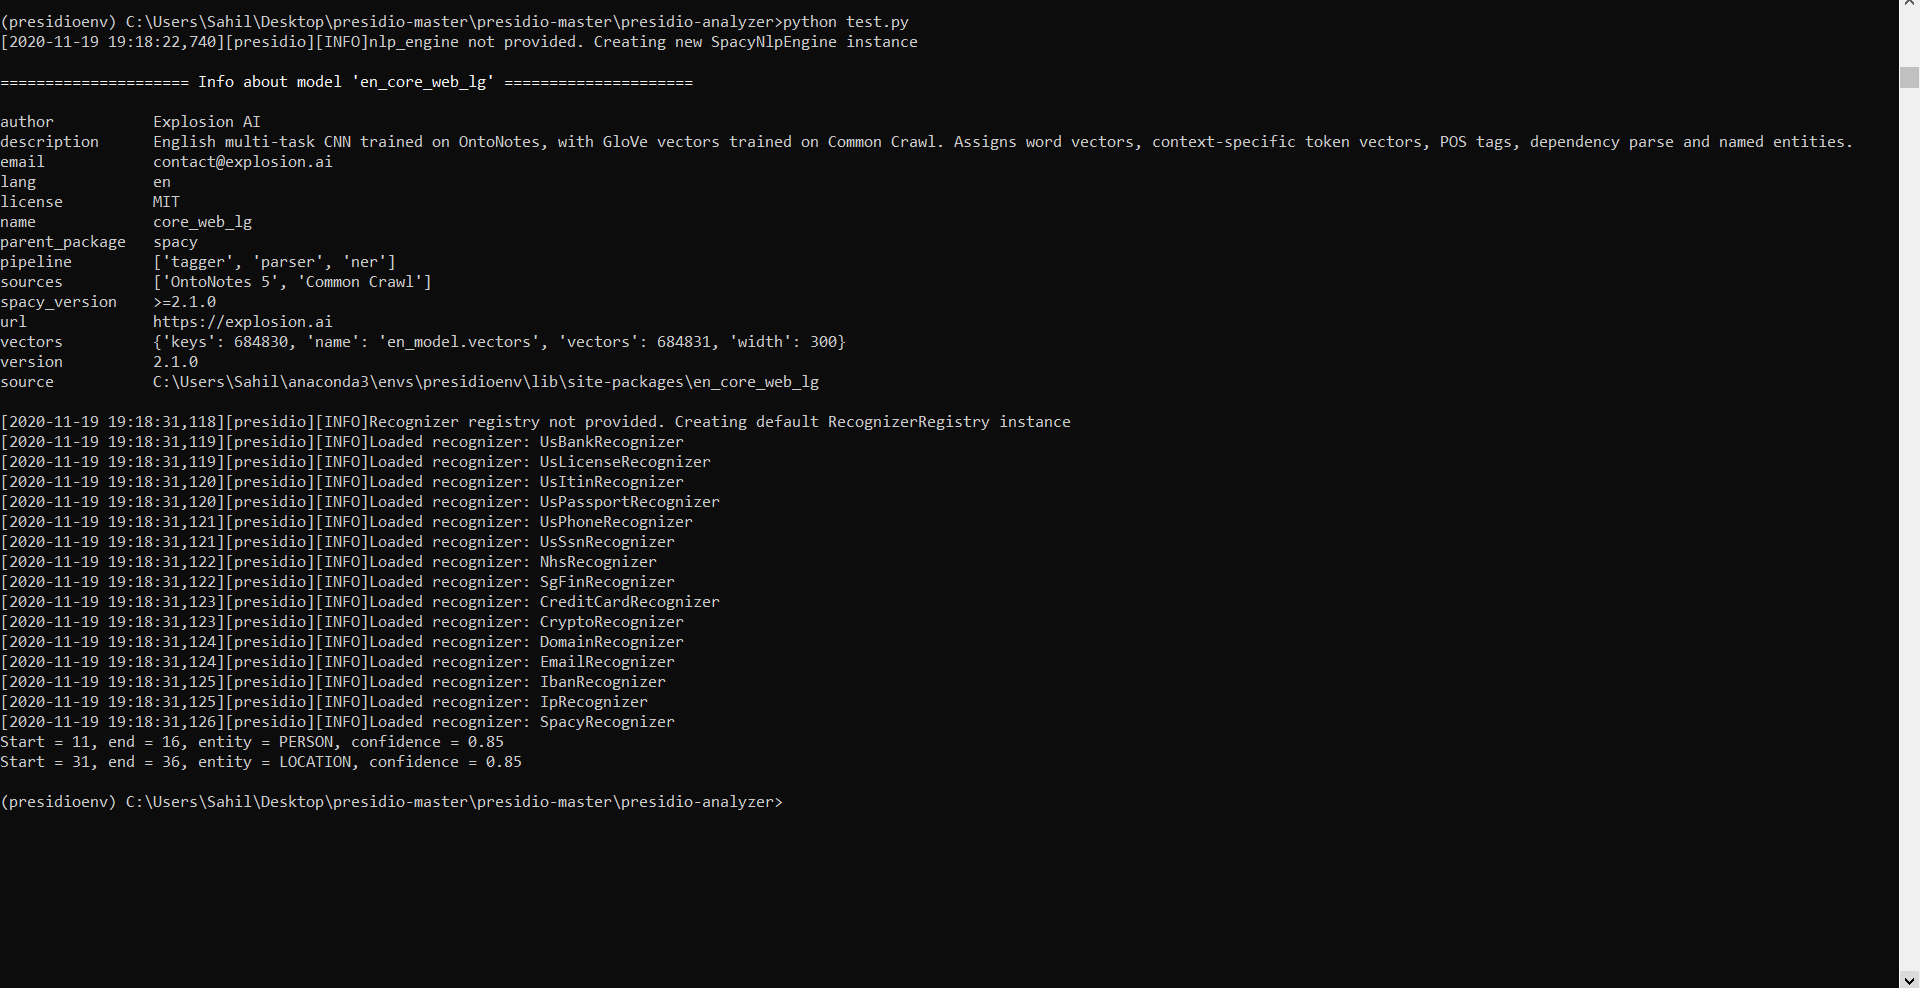 (presidioenv) C:\Users\Sahil\Desktop\presidio-master\presidio-master\presidio-analyzer>python test.py
[2020-11-19 19:18:22,740][presidio][INFO]nlp_engine not provided. Creating new SpacyNlpEngine instance
===================== Info about model 'en_core_web_lg' =====================
author Explosion AI
description English multi-task CNN trained on OntoNotes, with GloVe vectors trained on Common Crawl. Assigns word vectors, context-specific token vectors, POS tags, dependency parse and named entities.
email contact@explosion.ai
lang en
license MIT
name core_web_lg
parent_package spacy
pipeline ['tagger', 'parser', 'ner']
sources ['OntoNotes 5', 'Common Crawl']
spacy_version >=2.1.0
url https://explosion.ai
vectors {'keys': 684830, 'name': 'en_model.vectors', 'vectors': 684831, 'width': 300}
version 2.1.0
source C:\Users\Sahil\anaconda3\envs\presidioenv\lib\site-packages\en_core_web_lg
[2020-11-19 19:18:31,118][presidio][INFO]Recognizer registry not provided. Creating default RecognizerRegistry instance
[2020-11-19 19:18:31,119][presidio][INFO]Loaded recognizer: UsBankRecognizer
[2020-11-19 19:18:31,119][presidio][INFO]Loaded recognizer: UsLicenseRecognizer
[2020-11-19 19:18:31,120][presidio][INFO]Loaded recognizer: UsItinRecognizer
[2020-11-19 19:18:31,120][presidio][INFO]Loaded recognizer: UsPassportRecognizer
[2020-11-19 19:18:31,121][presidio][INFO]Loaded recognizer: UsPhoneRecognizer
[2020-11-19 19:18:31,121][presidio][INFO]Loaded recognizer: UsSsnRecognizer
[2020-11-19 19:18:31,122][presidio][INFO]Loaded recognizer: NhsRecognizer
[2020-11-19 19:18:31,122][presidio][INFO]Loaded recognizer: SgFinRecognizer
[2020-11-19 19:18:31,123][presidio][INFO]Loaded recognizer: CreditCardRecognizer
[2020-11-19 19:18:31,123][presidio][INFO]Loaded recognizer: CryptoRecognizer
[2020-11-19 19:18:31,124][presidio][INFO]Loaded recognizer: DomainRecognizer
[2020-11-19 19:18:31,124][presidio][INFO]Loaded recognizer: EmailRecognizer
[2020-11-19 19:18:31,125][presidio][INFO]Loaded recognizer: IbanRecognizer
[2020-11-19 19:18:31,125][presidio][INFO]Loaded recognizer: IpRecognizer
[2020-11-19 19:18:31,126][presidio][INFO]Loaded recognizer: SpacyRecognizer
Start = 11, end = 16, entity = PERSON, confidence = 0.85
Start = 31, end = 36, entity = LOCATION, confidence = 0.85
(presidioenv) C:\Users\Sahil\Desktop\presidio-master\presidio-master\presidio-analyzer>